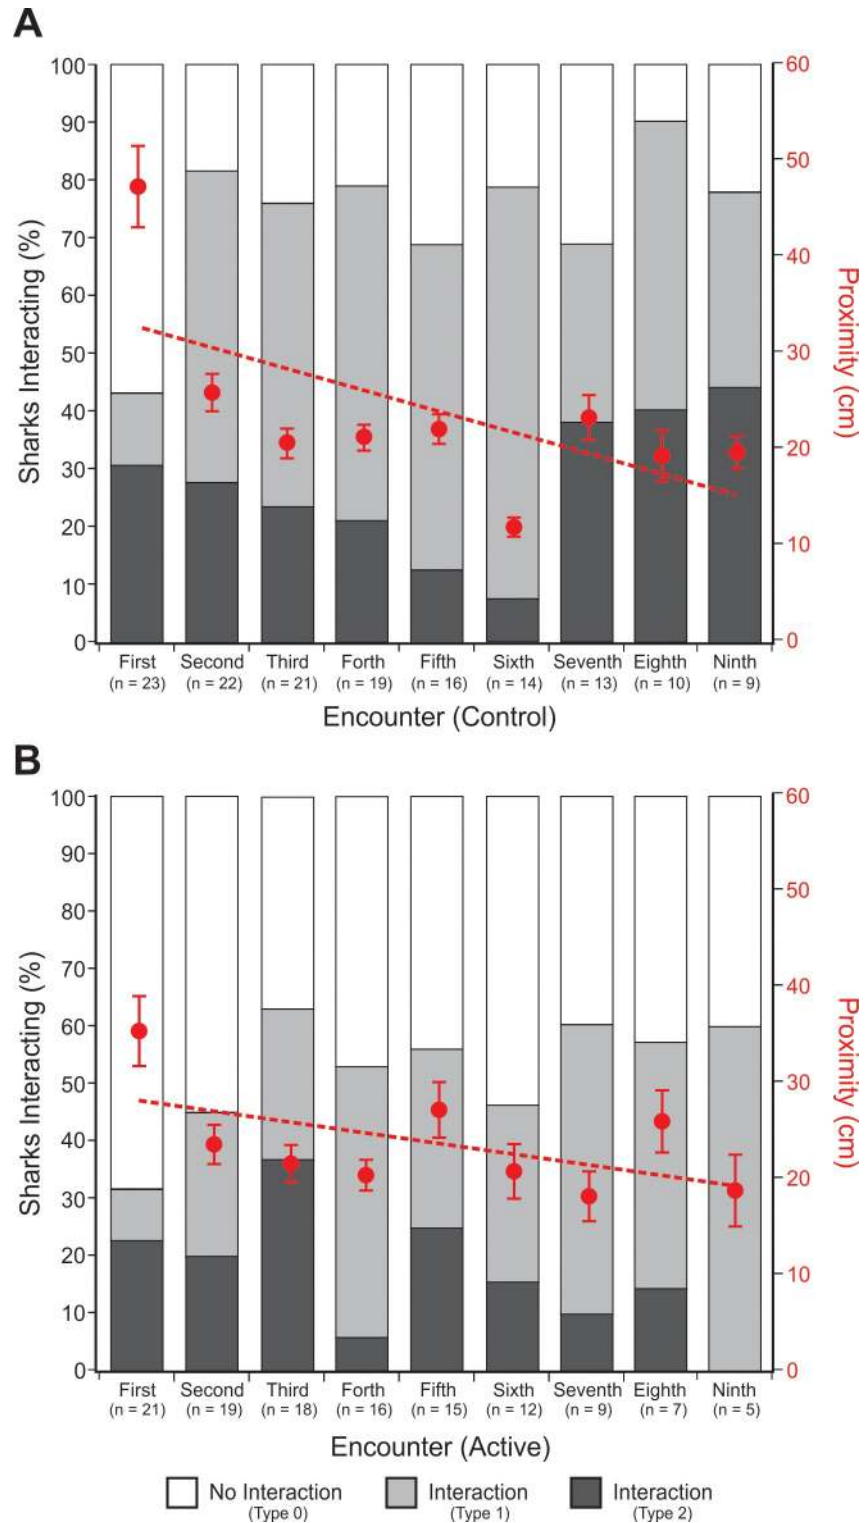 A
100
90
80
70
60
50
40
30
20
10
0
Sharks Interacting (%)
60
50
40
30
20
10
0
Proximity (cm)
First Second Third Forth Fifth Sixth Seventh Eighth Ninth
(n = 23) (n = 22) (n = 21) (n = 19) (n = 16) (n = 14) (n = 13) (n = 10) (n = 9)
Encounter (Control)
B
100
90
80
70
60
50
40
30
20
10
0
Sharks Interacting (%)
60
50
40
30
20
10
0
Proximity (cm)
First Second Third Forth Fifth Sixth Seventh Eighth Ninth
(n = 21) (n = 19) (n = 18) (n = 16) (n = 15) (n = 12) (n = 9) (n = 7) (n = 5)
Encounter (Active)
No Interaction Interaction Interaction
(Type 0) (Type 1) (Type 2)